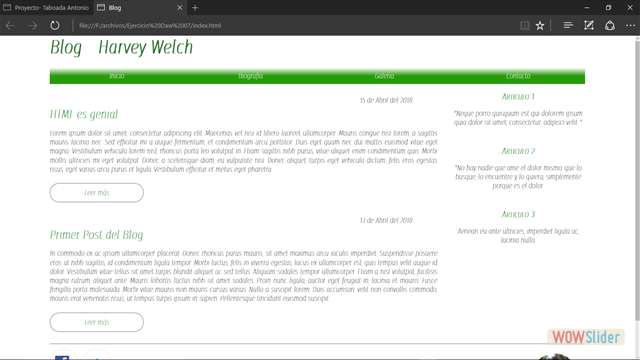 Proyecto- Taboada Antonio
Blog
file:///F:/archivos/Ejercicio%20Daw%2007/index.html
Blog Harvey Welch
Inicio
Biografía
Galería
Contacto
15 de Abril del 2018
HTMl es genial
Lorem ipsum dolor sit amet, consectetur adipiscing elit. Maecenas vel nisi id libero laoreet ullamcorper. Mauris congue nisi lorem, a sagittis
mauris lacinia nec. Sed efficitur mi a augue fermentum, et condimentum arcu porttitor. Duis eget quam nec dui mattis euismod vitae eget
magna. Vestibulum vehicula lorem nisl, rhoncus porta leo volutpat in. Etiam sagittis nibh purus, vitae aliquet enim condimentum quis. Morbi
mollis ultricies mi eget volutpat. Donec a scelerisque diam, eu vulputate nisi. Donec aliquet, turpis eget vehicula dictum, felis eros egestas
risus, eget varius arcu purus et ligula. Vestibulum efficitur et metus eget pharetra.
Leer más
13 de Abril del 2018
Primer Post del Blog
In commodo ex ac ipsum ullamcorper placerat. Donec rhoncus purus mauris, sit amet maximus arcu iaculis imperdiet. Suspendisse posuere
eros ut nibh sagittis, id condimentum ligula tempor. Morbi luctus, felis in viverra egestas, lacus ex ullamcorper est, quis tempus velit augue id
dolor. Vestibulum vitae tellus sit amet turpis blandit aliquet ac sed tellus. Aliquam sodales tempor ullamcorper. Etiam a nisl volutpat, facilisis
magna rutrum, aliquet ante. Mauris lobortis luctus nibh sit amet sodales. Proin nunc ligula, auctor eget feugiat in, lacinia et mauris. Fusce
fringilla porta malesuada. Morbi vitae mauris non mauris cursus varius. Nulla a suscipit lorem. Duis accumsan, velit non convallis commodo,
mauris erat venenatis risus, ut tempus turpis ipsum in sapien. Pellentesque tincidunt euismod suscipit.
Leer más
Articulo 1
"Neque porro quisquam est qui dolorem ipsum
quia dolor sit amet, consectetur, adipisci velit..."
Articulo 2
"No hay nadie que ame el dolor mismo, que lo
busque, lo encuentre y lo quiera, simplemente
porque es el dolor.
Articulo 3
Aenean eu ante ultricies, imperdiet ligula ac,
lacinia nulla.
WOWSlider